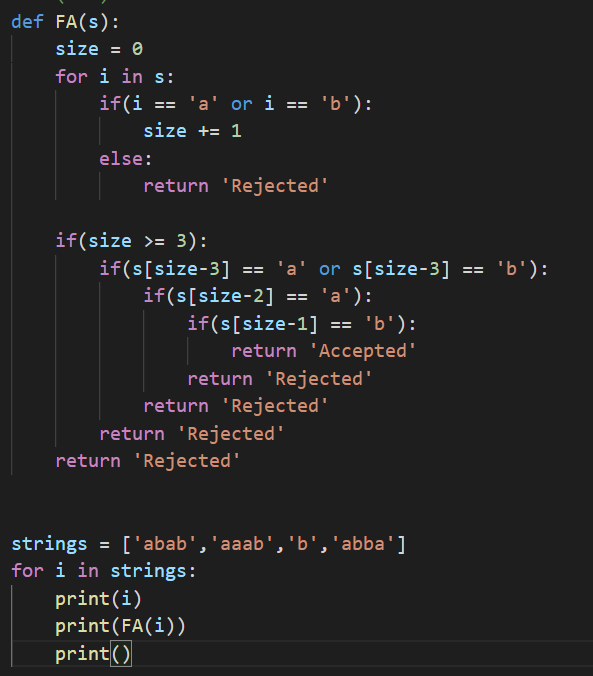 def FA(s):
    size = 0
    for i in s:
        if(i == 'a' or i == 'b'):
            size += 1
        else:
            return 'Rejected'

    if(size >= 3):
        if(s[size-3] == 'a' or s[size-3] == 'b'):
            if(s[size-2] == 'a'):
                if(s[size-1] == 'b'):
                    return 'Accepted'
                return 'Rejected'
            return 'Rejected'
        return 'Rejected'
    return 'Rejected'

strings = ['abab','aaab','b','abba']
for i in strings:
    print(i)
    print(FA(i))
    print()